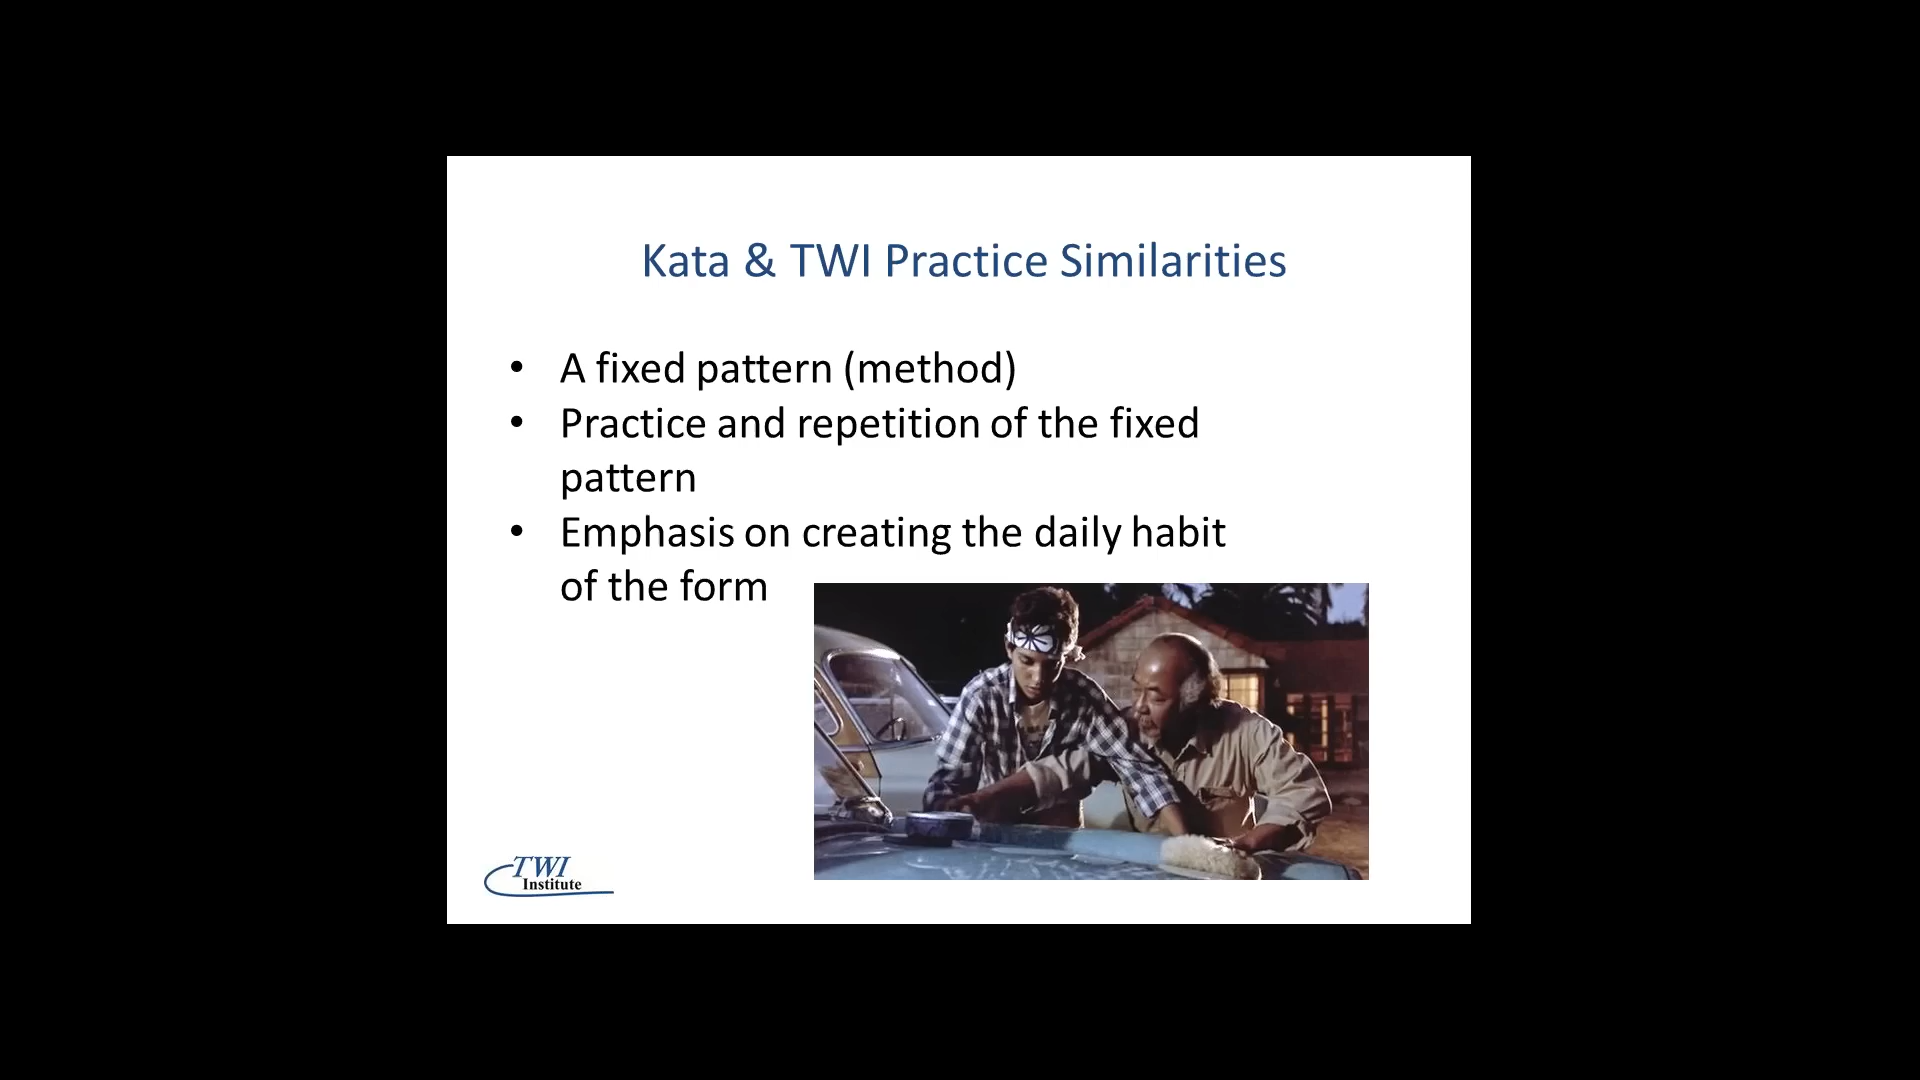 Kata & TWI Practice Similarities
• A fixed pattern (method)
• Practice and repetition of the fixed
pattern
• Emphasis on creating the daily habit
of the form
TWI
Institute